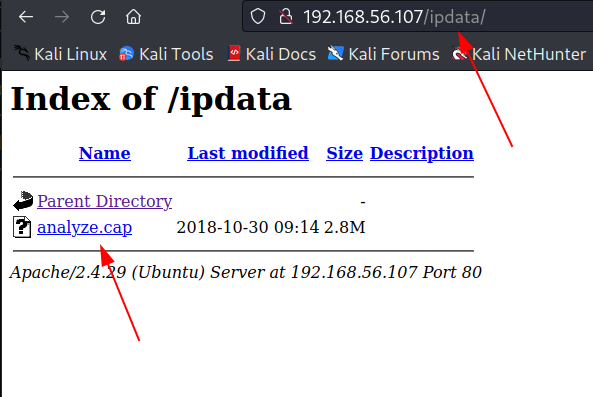 192.168.56.107/ipdata/
Kali Linux Kali Tools Kali Docs Kali Forums Kali NetHunter
Index of /ipdata
Name Last modified Size Description
Parent Directory -
analyze.cap 2018-10-30 09:14 2.8M
Apache/2.4.29 (Ubuntu) Server at 192.168.56.107 Port 80